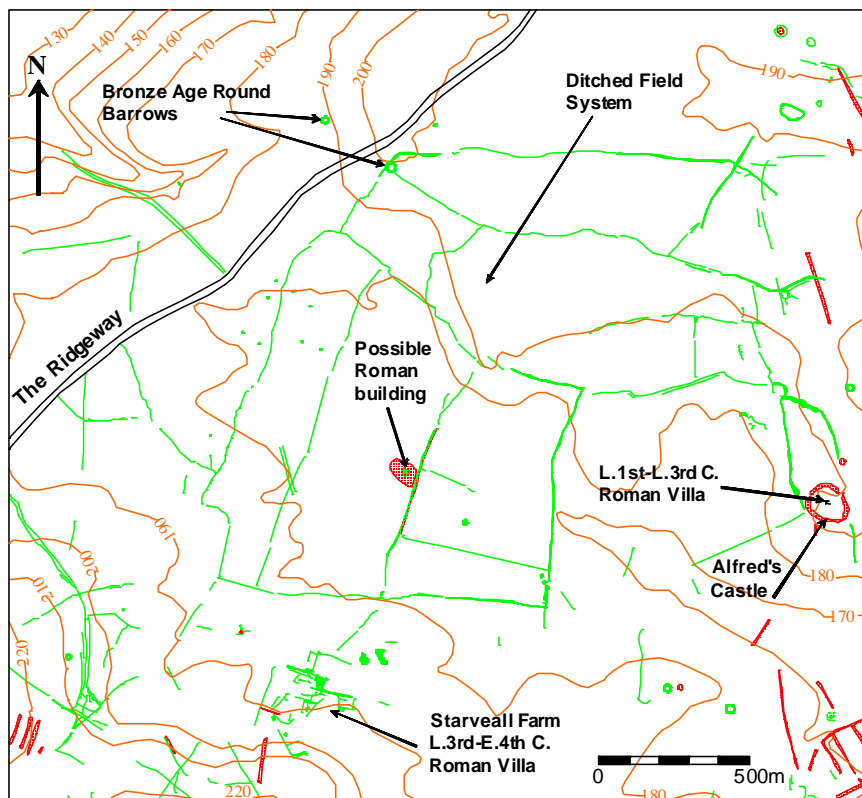 130
140
150
160
170
180
190
200
190
N
Bronze Age Round
Barrows
Ditched Field
System
The Ridgeway
Possible
Roman
building
L.1st-L.3rd C.
Roman Villa
Alfred's
Castle
180
170
190
200
210
220
Starveall Farm
L.3rd-E.4th C.
Roman Villa
0
500m
220
180